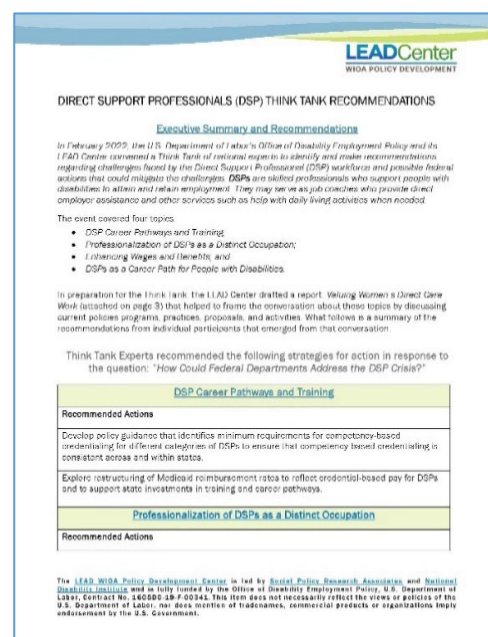 LEADCenter
WIOA POLICY DEVELOPMENT
DIRECT SUPPORT PROFESSIONALS (DSP) THINK TANK RECOMMENDATIONS
Executive Summary and Recommendations
In February 2022, the U.S. Department of Labor's Office of Disability Employment Policy and its
LEAD Center convened a Think Tank of national experts to identify and make recommendations
regarding challenges faced by the Direct Support Professional (DSP) workforce and possible federal
actions that could mitigate the challenges. DSPs are skilled professionals who support people with
disabilities to attain and retain employment. They may serve as job coaches who provide direct
employer assistance and other services such as help with daily living activities when needed.
The event covered four topics
• DSP Career Pathways and Training
• Professionalization of DSPs as a Distinct Occupation;
• Enhancing Wages and Benefits, and
• DSPs as a Career Path for People with Disabilities.
In preparation for the Think Tank, the LEAD Center drafted a report, Valuing Women's Direct Care
Work (attached on page 3) that helped to frame the conversation about these topics by discussing
current policies programs, practices, proposals, and activities. What follows is a summary of the
recommendations from individual participants that emerged from that conversation.
Think Tank Experts recommended the following strategies for action in response to
the question: "How Could Federal Departments Address the DSP Crisis?"
DSP Career Pathways and Training
Recommended Actions
Develop policy guidance that identifies minimum requirements for competency-based
credentialing for different categories of DSPs to ensure that competency based credentialing is
consistent across and within states.
Explore restructuring of Medicaid reimbursement rates to reflect credential-based pay for DSPs
and to support state investments in training and career pathways.
Professionalization of DSPs as a Distinct Occupation
Recommended Actions
The LEAD WIOA Policy Development Center is led by Social Policy Research Associates and National
Disability Institute and is fully funded by the Office of Disability Employment Policy, U.S. Department of
Labor, Contract No. 1605DC-19-F-00341. This item does not necessarily reflect the views or policies of the
U.S. Department of Labor, nor does mention of tradenames, commercial products or organizations imply
endorsement by the U.S. Government.